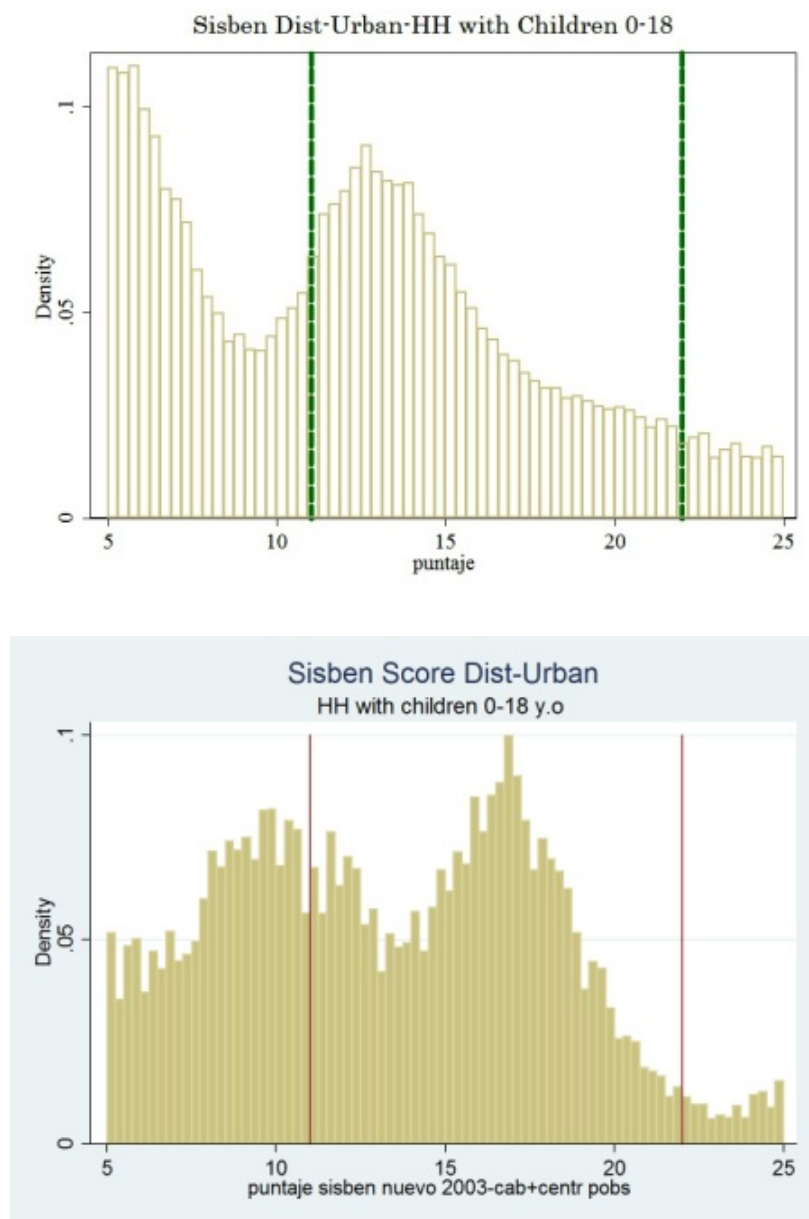 Sisben Dist-Urban-HH with Children 0-18
.1
Density
.05
0
5 10 15 20 25
puntaje
Sisben Score Dist-Urban
HH with children 0-18 y.o
.1
Density
.05
0
5 10 15 20 25
puntaje sisben nuevo 2003-cab+centr pobs